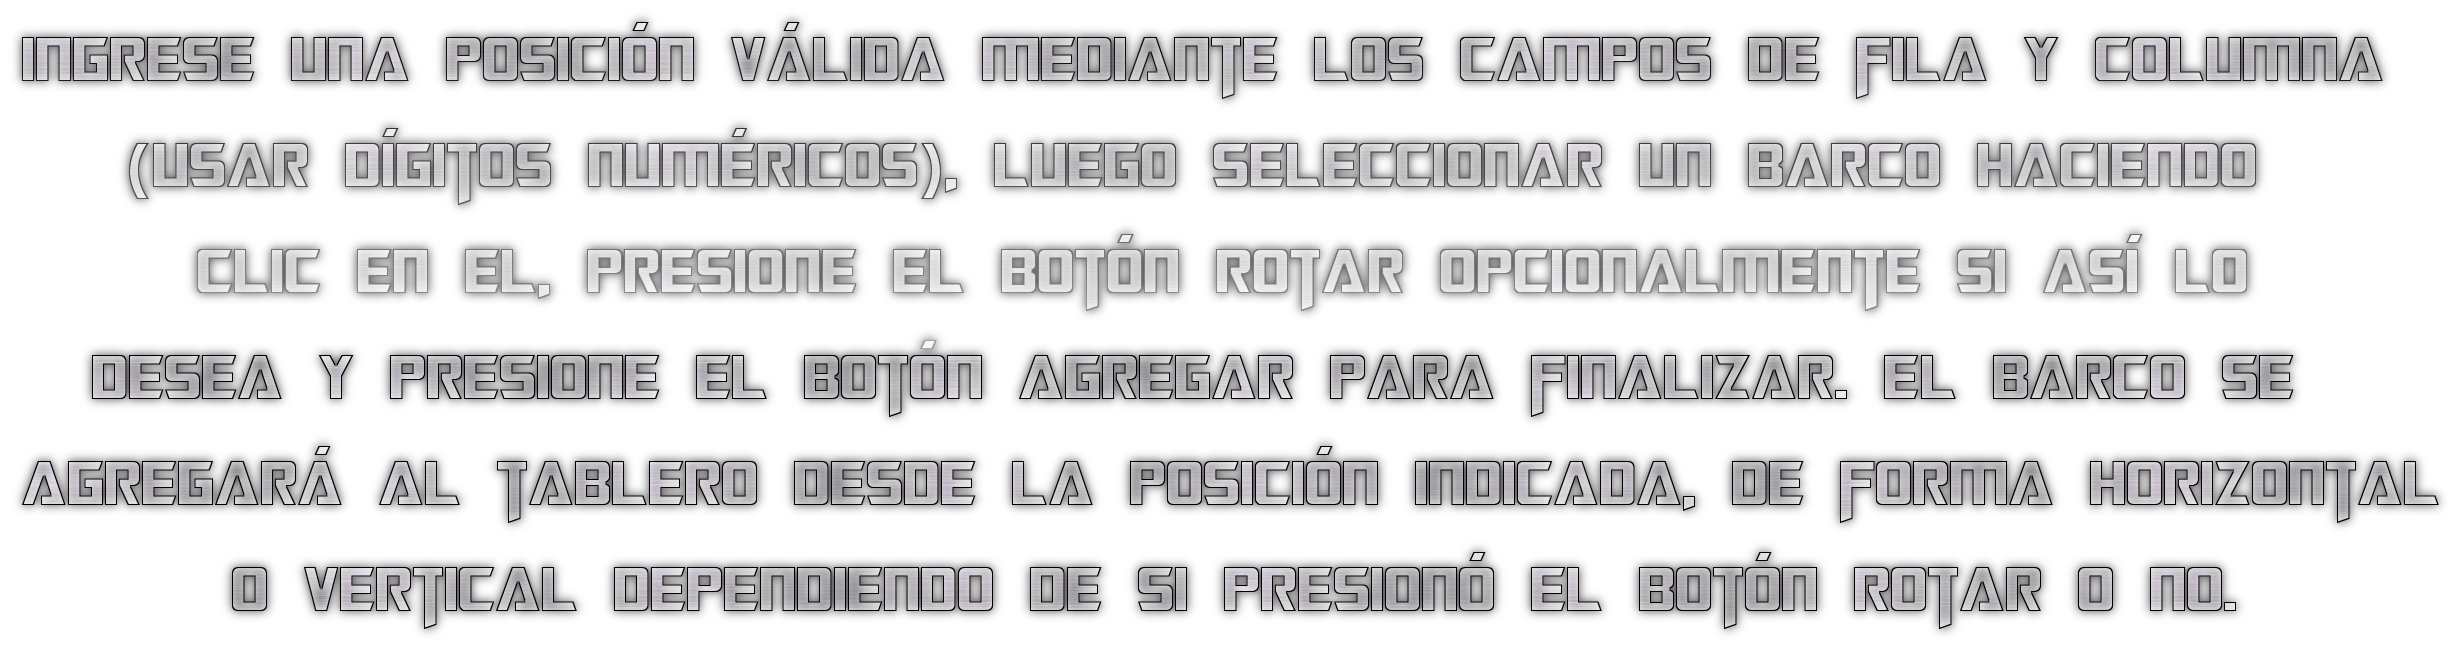 INGRESE UNA POSICIÓN VÁLIDA MEDIANTE LOS CAMPOS DE FILA Y COLUMNA
(USAR DÍGITOS NUMÉRICOS), LUEGO SELECCIONAR UN BARCO HACIENDO
CLIC EN EL, PRESIONE EL BOTÓN ROTAR OPCIONALMENTE SI ASÍ LO
DESEA Y PRESIONE EL BOTÓN AGREGAR PARA FINALIZAR. EL BARCO SE
AGREGARÁ AL TABLERO DESDE LA POSICIÓN INDICADA, DE FORMA HORIZONTAL
O VERTICAL DEPENDIENDO DE SI PRESIONÓ EL BOTÓN ROTAR O NO.